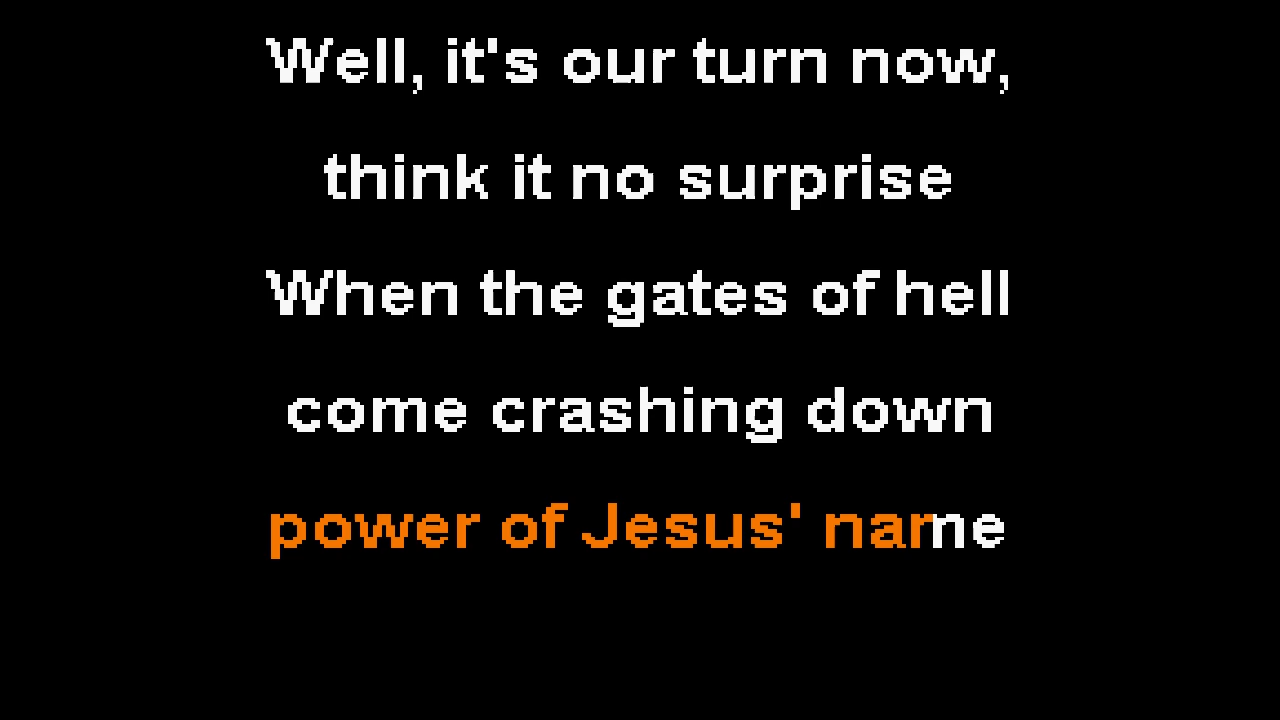 Well, it's our turn now,
think it no surprise
When the gates of hell
come crashing down
power of Jesus' name